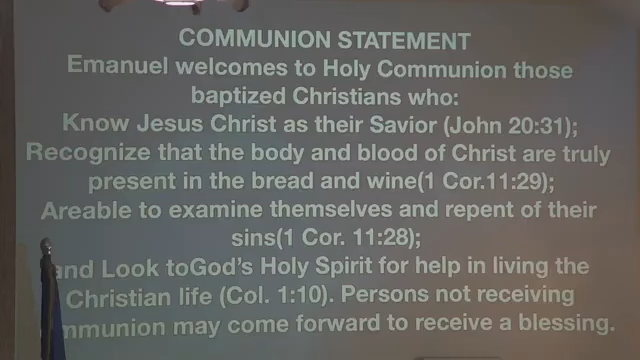 COMMUNION STATEMENT
Emanuel welcomes to Holy Communion those
baptized Christians who:
Know Jesus Christ as their Savior (John 20:31);
Recognize that the body and blood of Christ are truly
present in the bread and wine(1 Cor.11:29);
Areable to examine themselves and repent of their
sins(1 Cor. 11:28);
and Look toGod's Holy Spirit for help in living the
Christian life (Col. 1:10). Persons not receiving
mmunion may come forward to receive a blessing.